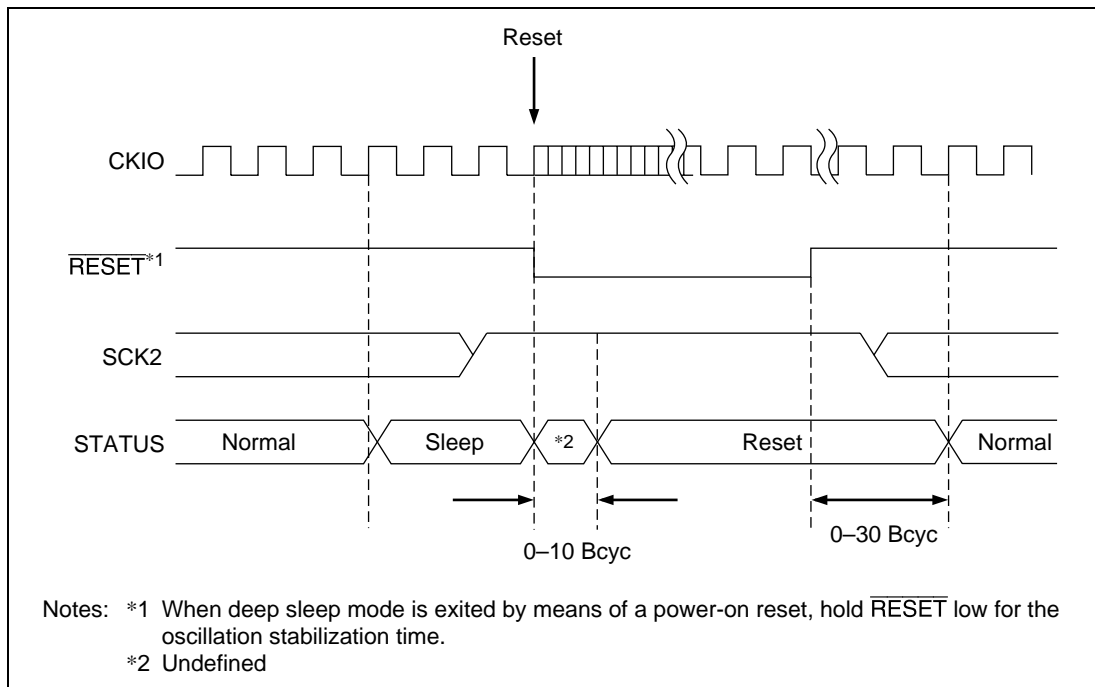 Reset
CKIO
RESET*1
SCK2
STATUS Normal Sleep *2 Reset Normal
0–10 Bcyc 0–30 Bcyc
Notes: *1 When deep sleep mode is exited by means of a power-on reset, hold RESET low for the
oscillation stabilization time.
*2 Undefined